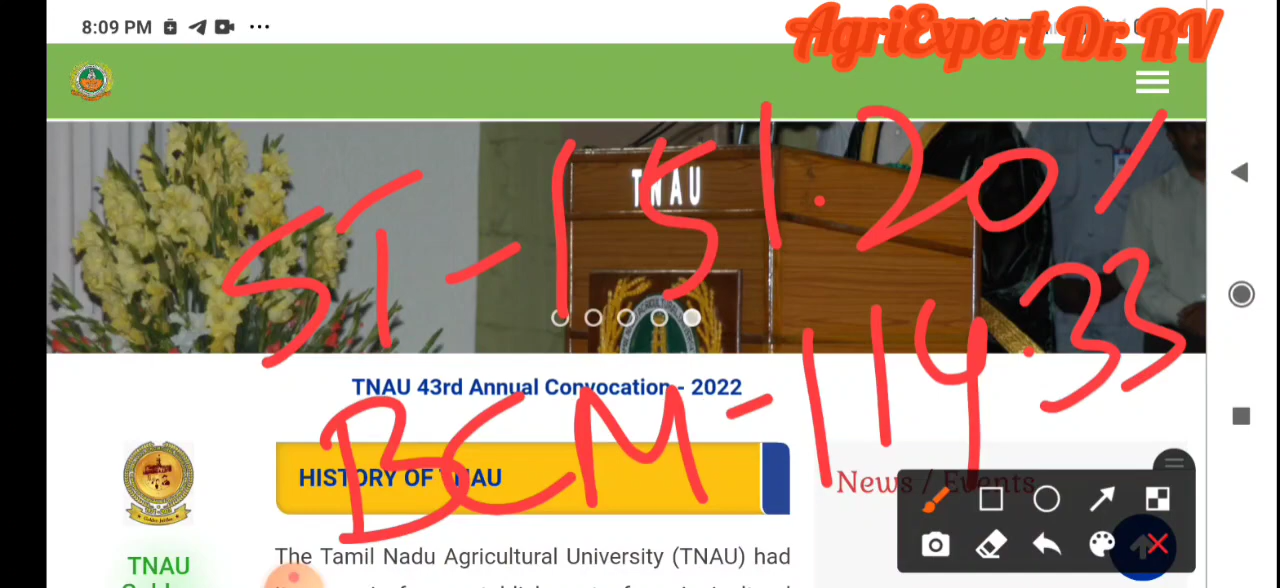 8:09 PM
AgriExpert Dr. RV
TNAU
ST - 151.20
BCM - 114.33
TNAU 43rd Annual Convocation - 2022
HISTORY OF TNAU
News / Events
The Tamil Nadu Agricultural University (TNAU) had
TNAU